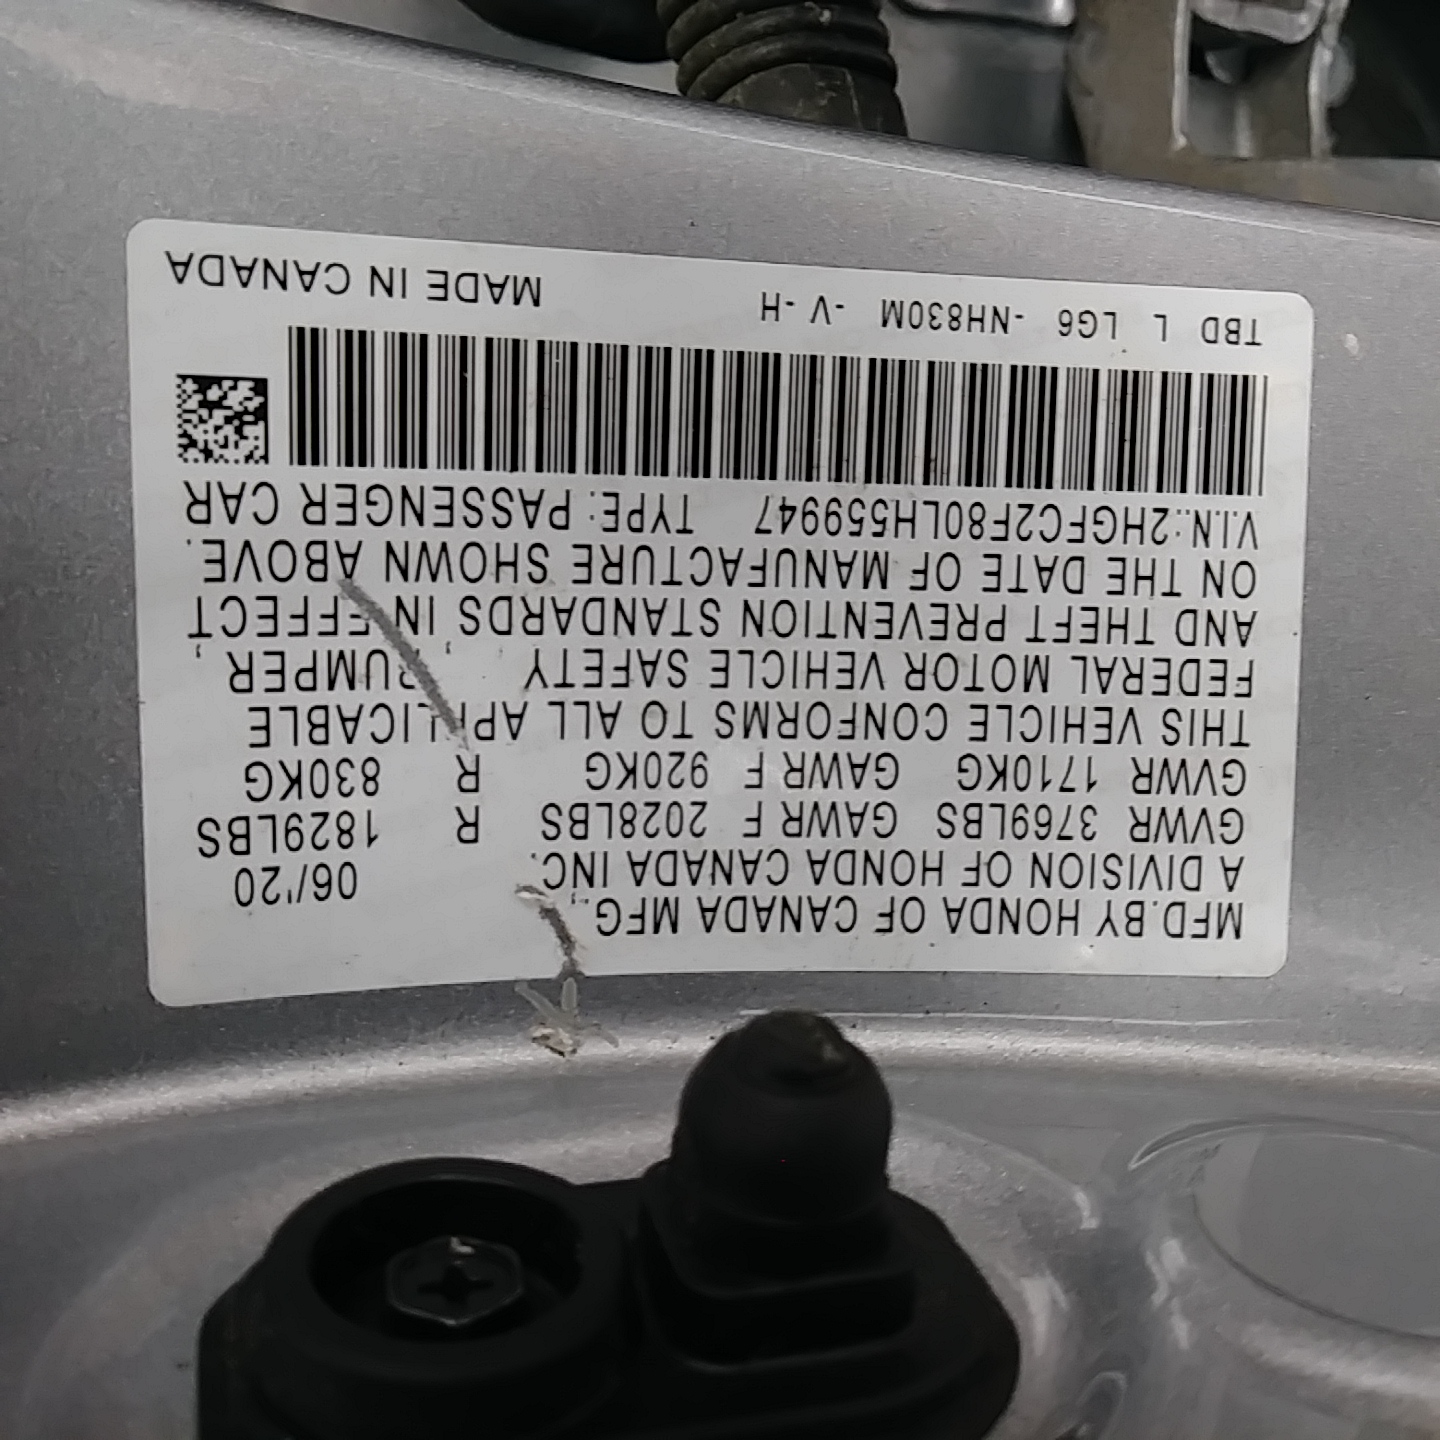 MFD.BY HONDA OF CANADA MFG.,
A DIVISION OF HONDA CANADA INC. 06/'20
GVWR 3769LBS GAWR F 2028LBS R 1829LBS
GVWR 1710KG GAWR F 920KG R 830KG
THIS VEHICLE CONFORMS TO ALL APPLICABLE
FEDERAL MOTOR VEHICLE SAFETY, BUMPER,
AND THEFT PREVENTION STANDARDS, IN EFFECT
ON THE DATE OF MANUFACTURE SHOWN ABOVE.
V.I.N.:2HGFC2F80LH559947 TYPE:PASSENGER CAR
TBD L LG6 -NH830M -V -H MADE IN CANADA